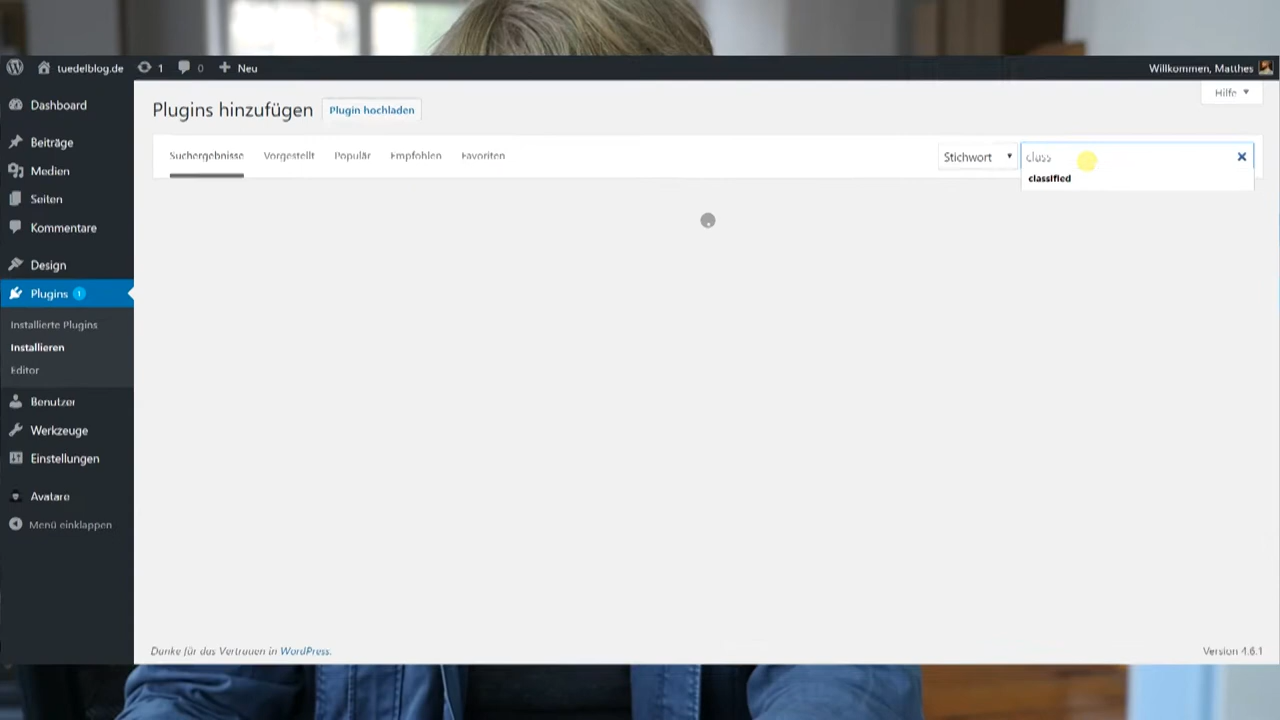 tuedelblog.de 1 0 Neu Willkommen, Matthes
Hilfe
Dashboard
Beiträge
Medien
Seiten
Kommentare
Design
Plugins 1
Installierte Plugins
Installieren
Editor
Benutzer
Werkzeuge
Einstellungen
Avatare
Menü einklappen
Plugins hinzufügen Plugin hochladen
Suchergebnisse Vorgestellt Populär Empfohlen Favoriten Stichwort class
classified
Danke für das Vertrauen in WordPress. Version 4.6.1